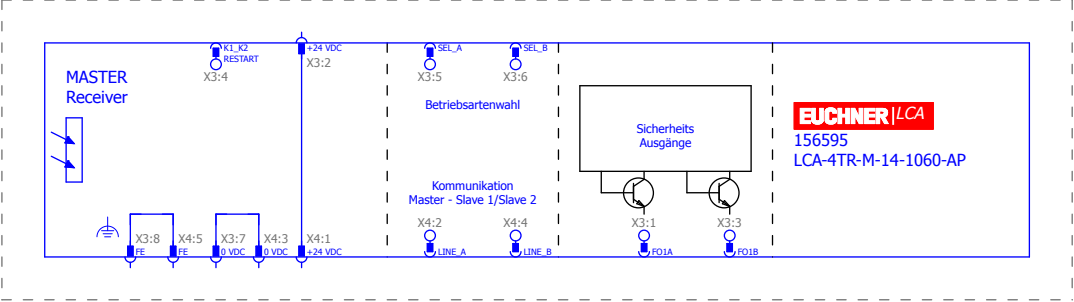 K1_K2
RESTART
X3:4
+24 VDC
X3:2
SEL_A
X3:5
SEL_B
X3:6
MASTER
Receiver
Betriebsartenwahl
Sicherheits
Ausgänge
EUCHNER|LCA
156595
LCA-4TR-M-14-1060-AP
Kommunikation
Master - Slave 1/Slave 2
X3:8
FE
X4:5
FE
X3:7
0 VDC
X4:3
0 VDC
X4:1
+24 VDC
X4:2
LINE_A
X4:4
LINE_B
X3:1
FO1A
X3:3
FO1B